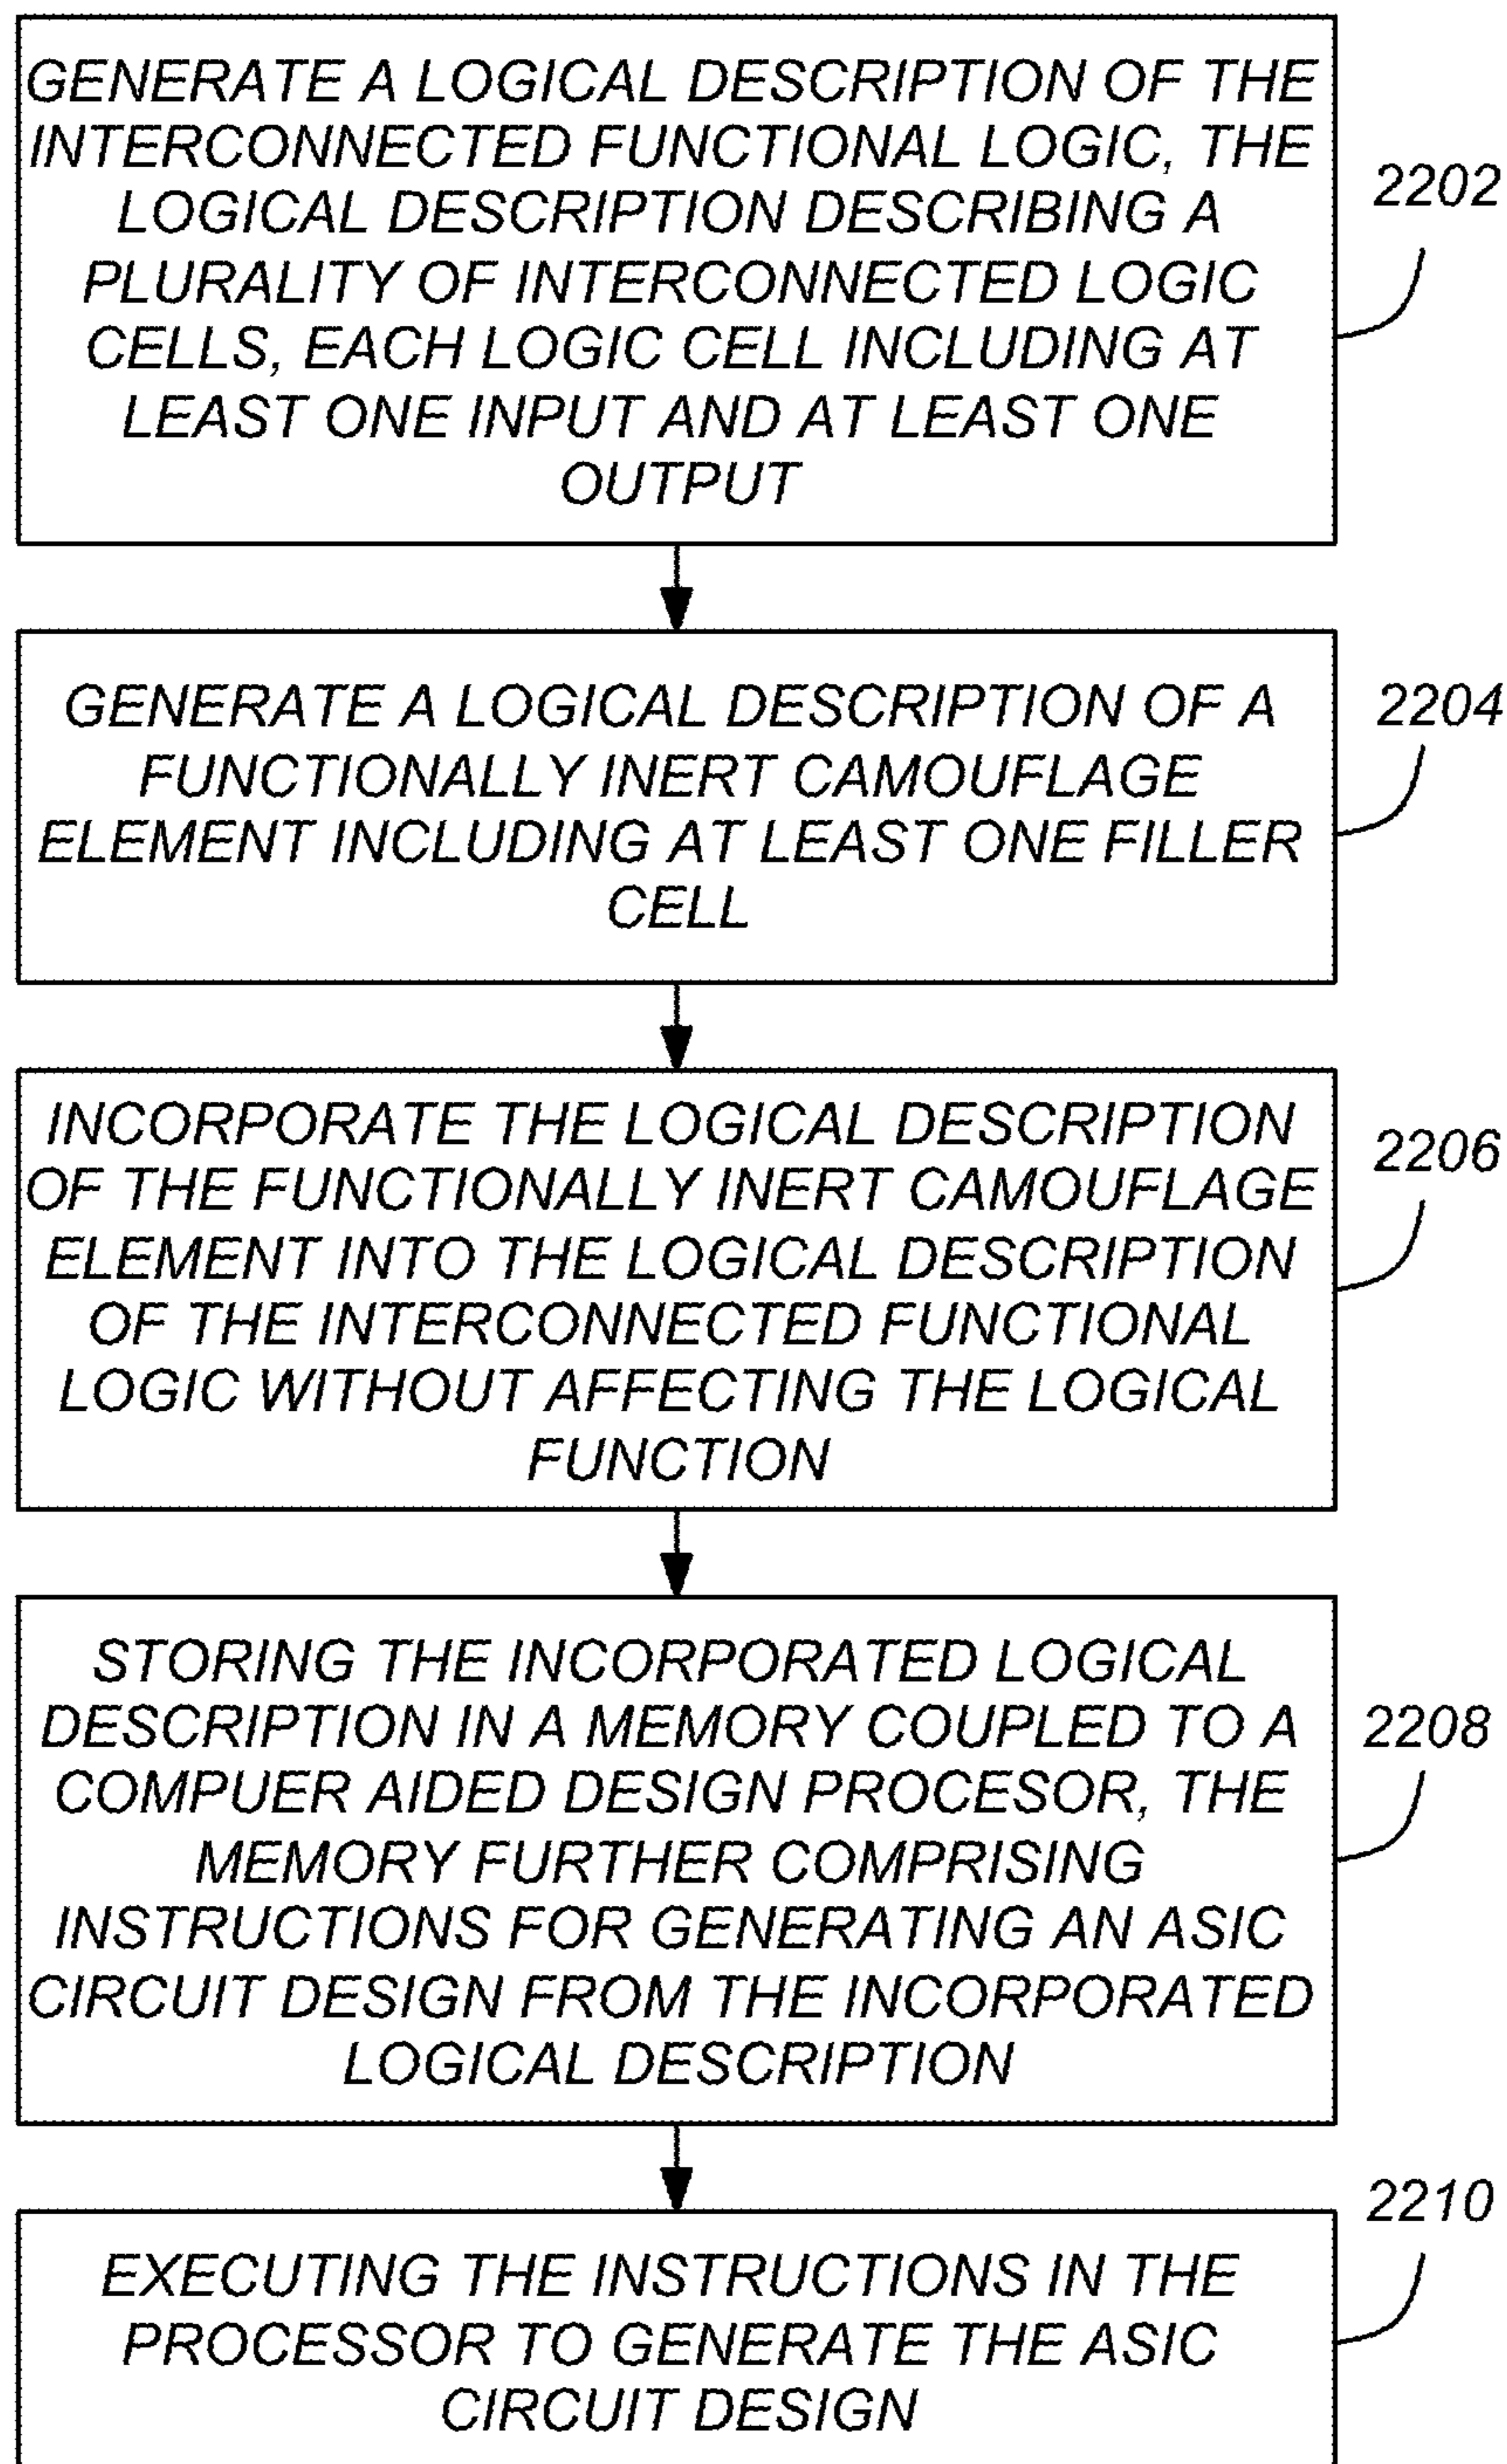 GENERATE A LOGICAL DESCRIPTION OF THE
INTERCONNECTED FUNCTIONAL LOGIC, THE
LOGICAL DESCRIPTION DESCRIBING A
PLURALITY OF INTERCONNECTED LOGIC
CELLS, EACH LOGIC CELL INCLUDING AT
LEAST ONE INPUT AND AT LEAST ONE
OUTPUT
2202
GENERATE A LOGICAL DESCRIPTION OF A
FUNCTIONALLY INERT CAMOUFLAGE
ELEMENT INCLUDING AT LEAST ONE FILLER
CELL
2204
INCORPORATE THE LOGICAL DESCRIPTION
OF THE FUNCTIONALLY INERT CAMOUFLAGE
ELEMENT INTO THE LOGICAL DESCRIPTION
OF THE INTERCONNECTED FUNCTIONAL
LOGIC WITHOUT AFFECTING THE LOGICAL
FUNCTION
2206
STORING THE INCORPORATED LOGICAL
DESCRIPTION IN A MEMORY COUPLED TO A
COMPUER AIDED DESIGN PROCESOR, THE
MEMORY FURTHER COMPRISING
INSTRUCTIONS FOR GENERATING AN ASIC
CIRCUIT DESIGN FROM THE INCORPORATED
LOGICAL DESCRIPTION
2208
EXECUTING THE INSTRUCTIONS IN THE
PROCESSOR TO GENERATE THE ASIC
CIRCUIT DESIGN
2210